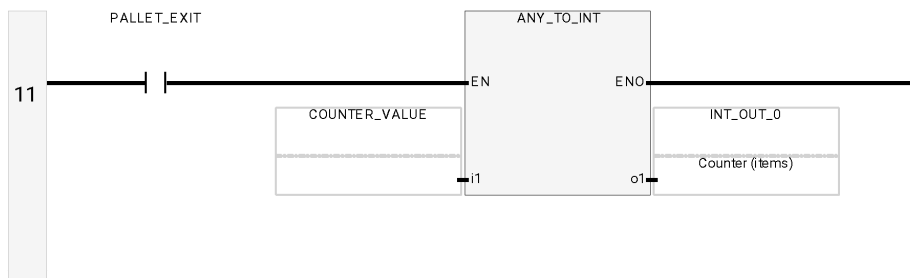 PALLET_EXIT
ANY_TO_INT
11
EN
ENO
COUNTER_VALUE
INT_OUT_0
Counter (items)
i1
o1